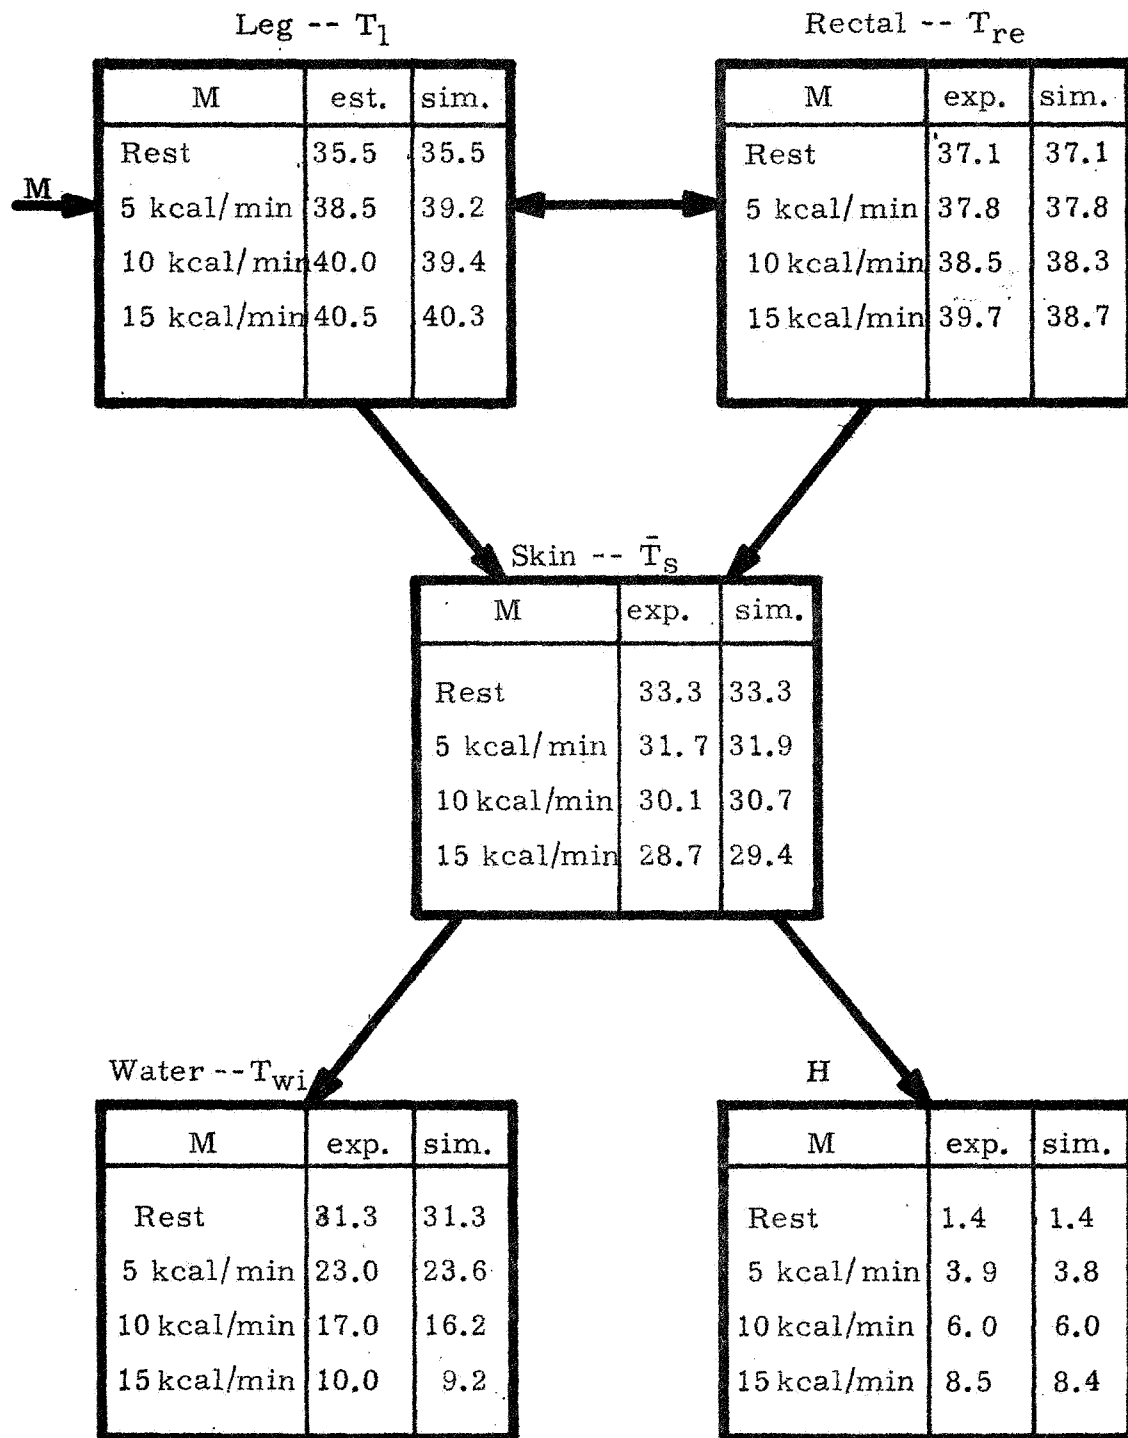 Leg -- T1
M est. sim.
Rest 35.5 35.5
5 kcal/min 38.5 39.2
10 kcal/min 40.0 39.4
15 kcal/min 40.5 40.3
M
Rectal -- Tre
M exp. sim.
Rest 37.1 37.1
5 kcal/min 37.8 37.8
10 kcal/min 38.5 38.3
15 kcal/min 39.7 38.7
Skin -- T̄s
M exp. sim.
Rest 33.3 33.3
5 kcal/min 31.7 31.9
10 kcal/min 30.1 30.7
15 kcal/min 28.7 29.4
Water -- Twi
M exp. sim.
Rest 31.3 31.3
5 kcal/min 23.0 23.6
10 kcal/min 17.0 16.2
15 kcal/min 10.0 9.2
H
M exp. sim.
Rest 1.4 1.4
5 kcal/min 3.9 3.8
10 kcal/min 6.0 6.0
15 kcal/min 8.5 8.4